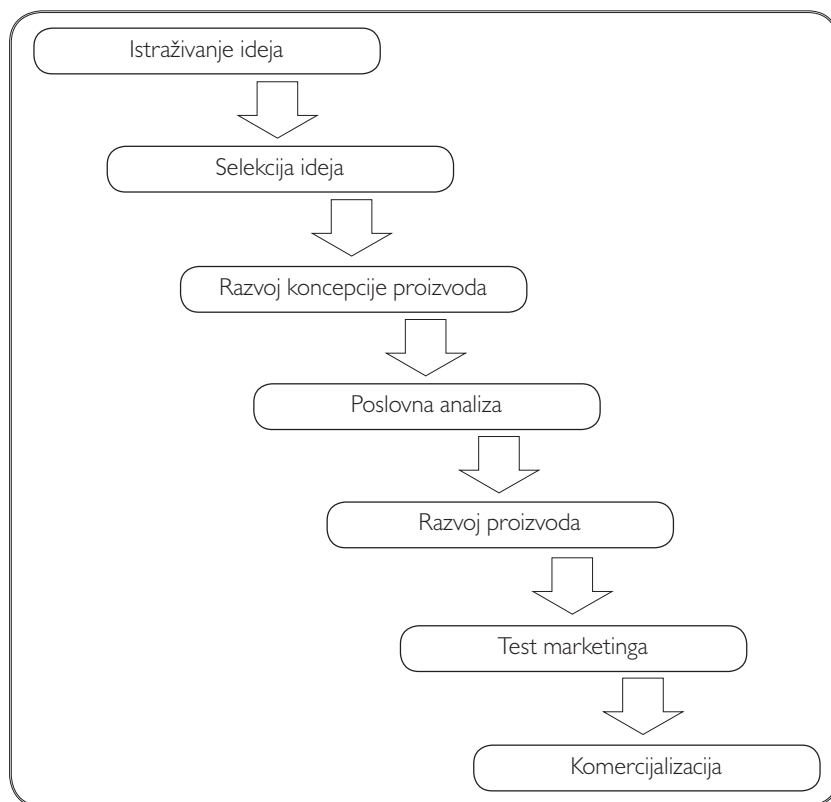 Istraživanje ideja
Selekcija ideja
Razvoj koncepcije proizvoda
Poslovna analiza
Razvoj proizvoda
Test marketinga
Komercijalizacija